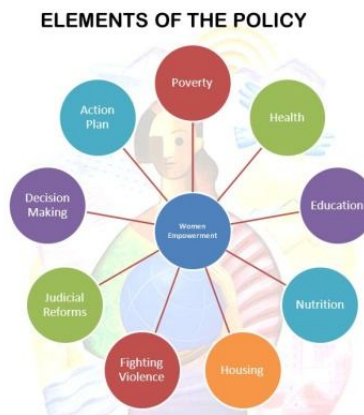 ELEMENTS OF THE POLICY
Poverty
Health
Education
Nutrition
Housing
Fighting
Violence
Judicial
Reforms
Decision
Making
Action
Plan
Women
Empowerment